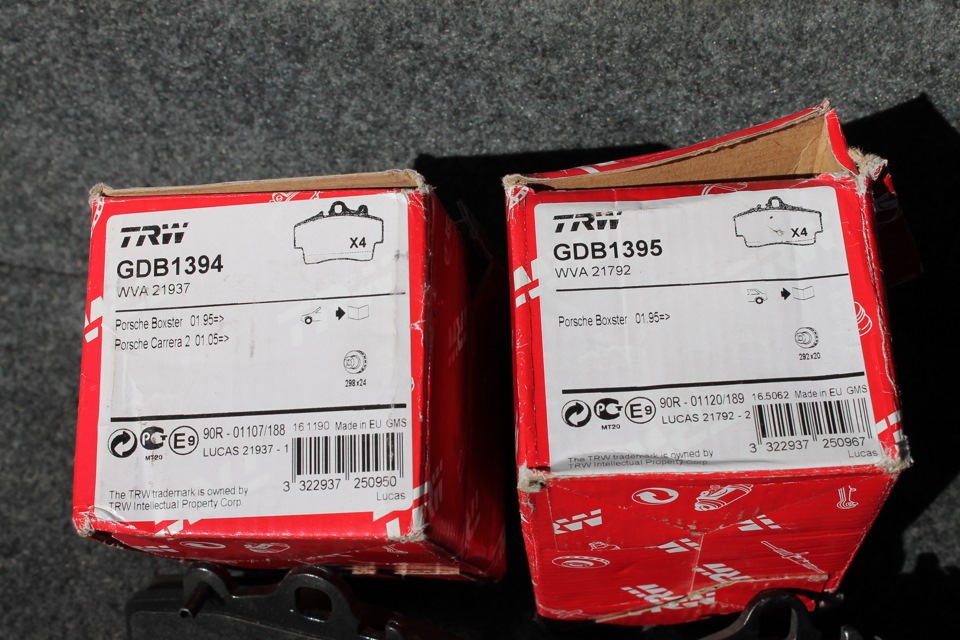 TRW
X4
GDB1394
WVA 21937
Porsche Boxster 01.95=>
Porsche Carrera 2 01.05=>
298x24
MT20
E9
90R - 01107/188
LUCAS 21937 - 1
16.1190 Made in EU GMS
3 322937 250950
Lucas
The TRW trademark is owned by
TRW Intellectual Property Corp.
TRW
X4
GDB1395
WVA 21792
Porsche Boxster 01.95=>
292x20
MT20
E9
90R - 01120/189
LUCAS 21792 - 2
16.5062 Made in EU GMS
3 322937 250967
Lucas
The TRW trademark is owned by
TRW Intellectual Property Corp.